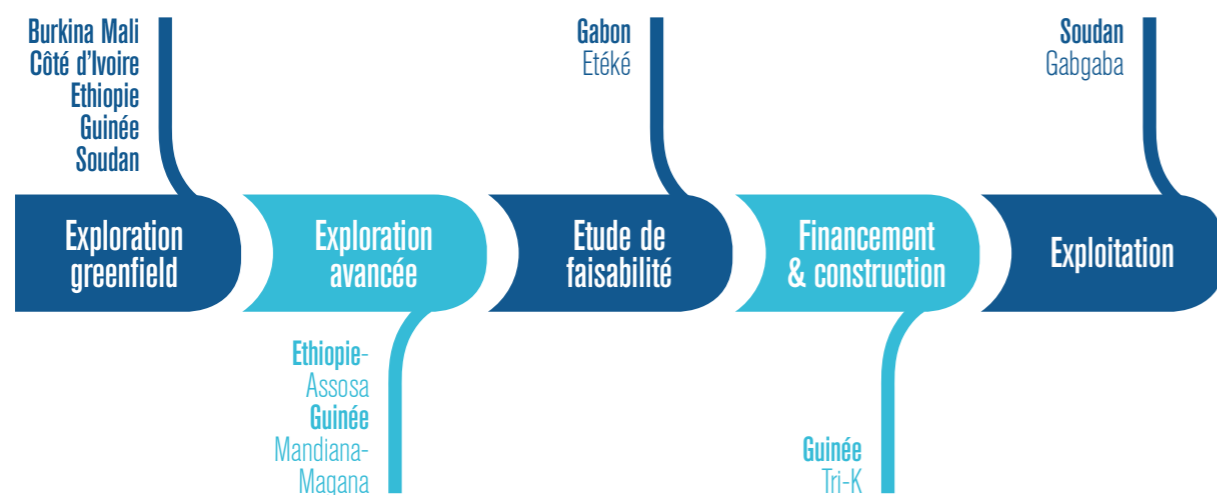 Burkina Mali
Côté d'Ivoire
Ethiopie
Guinée
Soudan
Gabon
Etéké
Soudan
Gabgaba
Exploration
greenfield
Exploration
avancée
Etude de
faisabilité
Financement
& construction
Exploitation
Ethiopie-
Assosa
Guinée
Mandiana-
Magana
Guinée
Tri-K